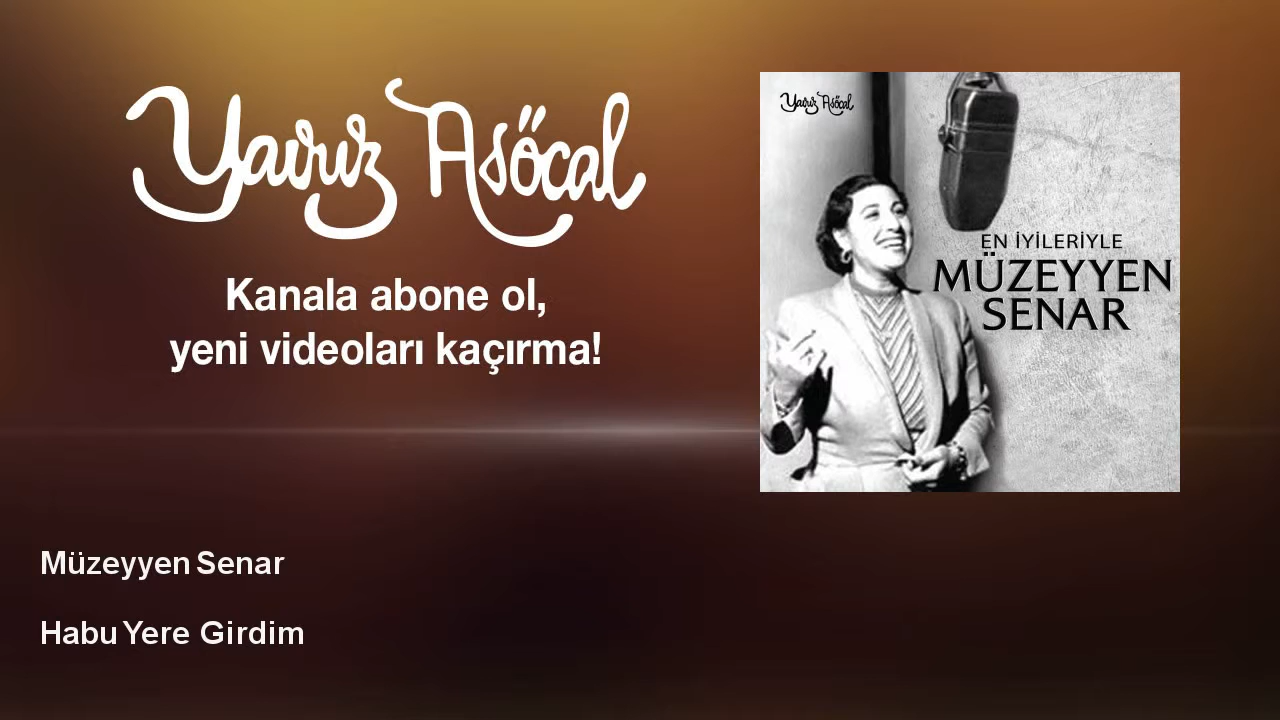 Yavuz Asöcal
Kanala abone ol,
yeni videoları kaçırma!
Yavuz Asöcal
EN İYİLERİYLE
MÜZEYYEN
SENAR
Müzeyyen Senar
Habu Yere Girdim